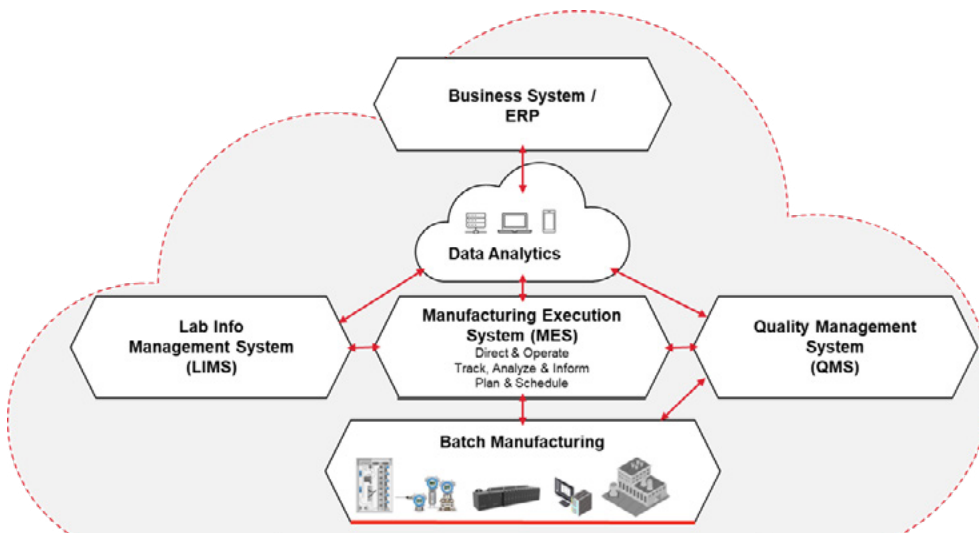 Business System /
ERP
Data Analytics
Lab Info
Management System
(LIMS)
Manufacturing Execution
System (MES)
Direct & Operate
Track, Analyze & Inform
Plan & Schedule
Quality Management
System
(QMS)
Batch Manufacturing